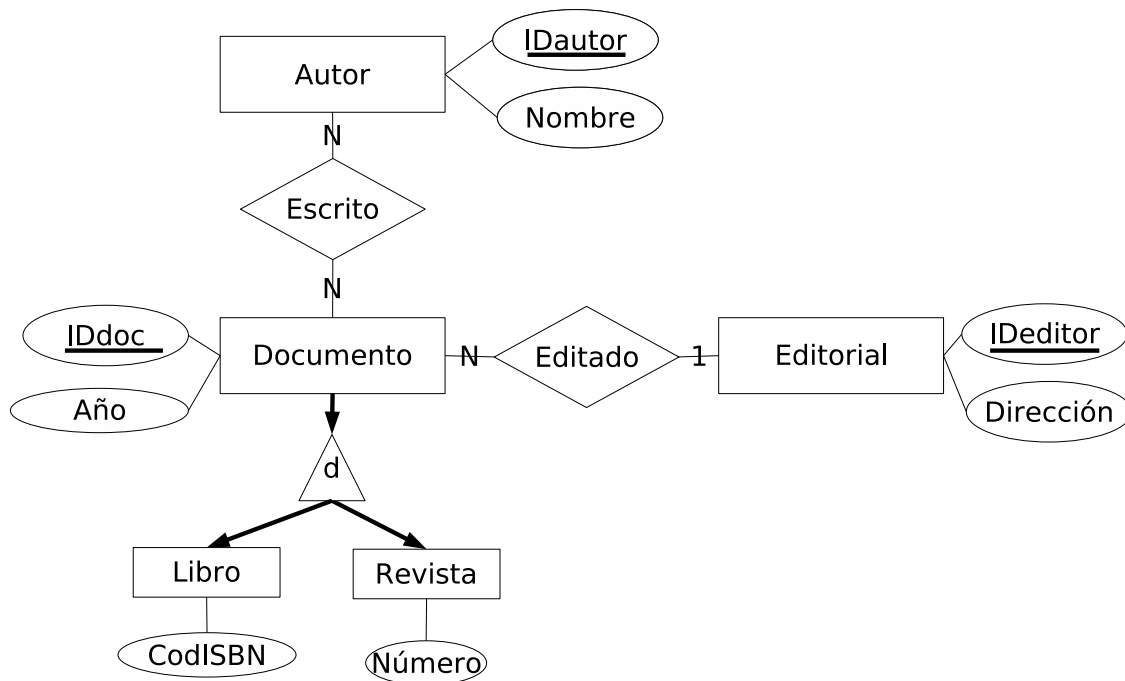 IDautor
Autor
Nombre
N
Escrito
N
IDdoc
Documento
N
Editado
1
Editorial
IDeditor
Año
Dirección
d
Libro
Revista
CodISBN
Número